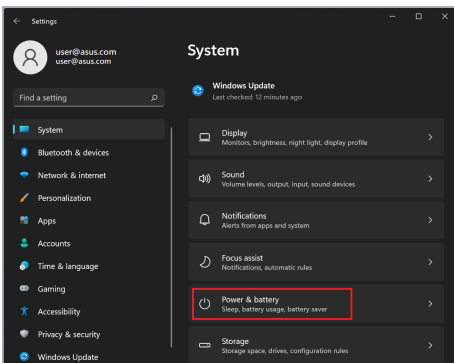 Settings
user@asus.com
user@asus.com
Find a setting
System
Bluetooth & devices
Network & internet
Personalization
Apps
Accounts
Time & language
Gaming
Accessibility
Privacy & security
Windows Update
System
Windows Update
Last checked: 12 minutes ago
Display
Monitors, brightness, night light, display profile
Sound
Volume levels, output, input, sound devices
Notifications
Alerts from apps and system
Focus assist
Notifications, automatic rules
Power & battery
Sleep, battery usage, battery saver
Storage
Storage space, drives, configuration rules